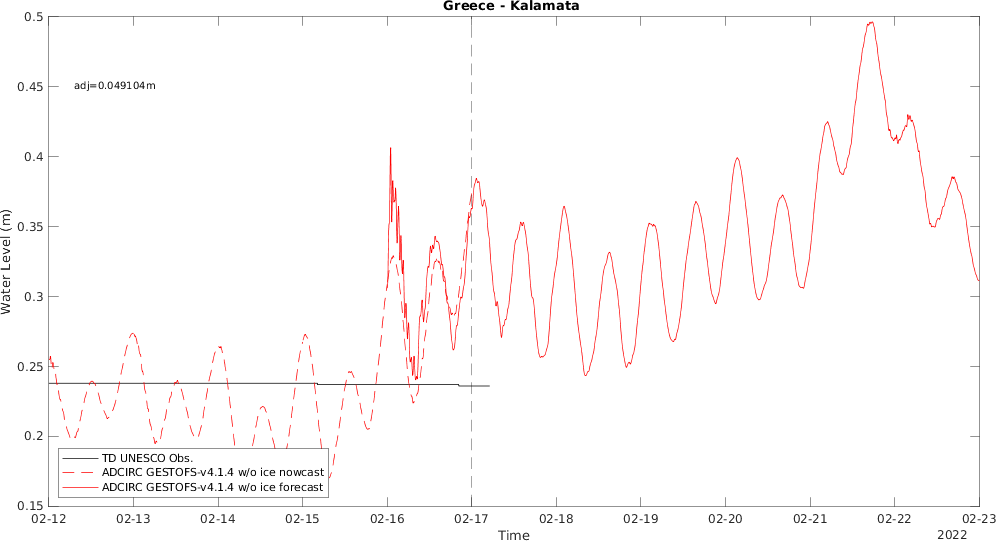 Greece - Kalamata
0.5
0.45
0.4
0.35
0.3
0.25
0.2
0.15
Water Level (m)
adj=0.049104m
TD UNESCO Obs.
ADCIRC GESTOFS-v4.1.4 w/o ice nowcast
ADCIRC GESTOFS-v4.1.4 w/o ice forecast
02-12 02-13 02-14 02-15 02-16 02-17 02-18 02-19 02-20 02-21 02-22 02-23
Time
2022